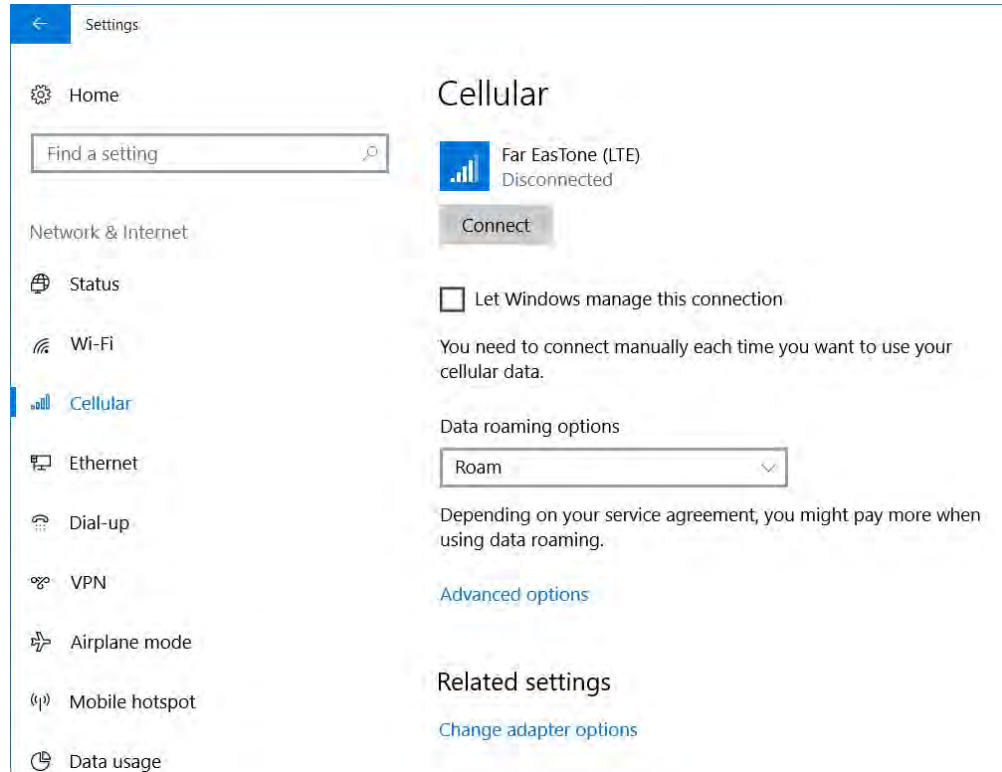 Settings
Home
Find a setting
Network & Internet
Status
Wi-Fi
Cellular
Ethernet
Dial-up
VPN
Airplane mode
Mobile hotspot
Data usage
Cellular
Far EasTone (LTE)
Disconnected
Connect
Let Windows manage this connection
You need to connect manually each time you want to use your
cellular data.
Data roaming options
Roam
Depending on your service agreement, you might pay more when
using data roaming.
Advanced options
Related settings
Change adapter options